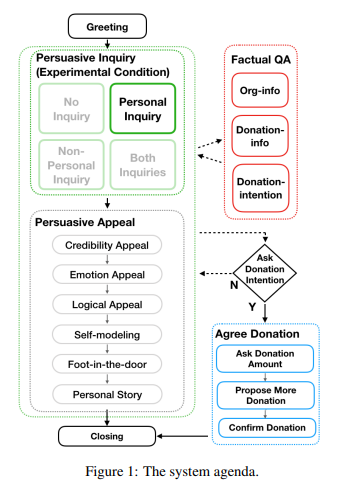 Greeting
Persuasive Inquiry
(Experimental Condition)
No
Inquiry
Personal
Inquiry
Non-
Personal
Inquiry
Both
Inquiries
Factual QA
Org-info
Donation-
info
Donation-
intention
Persuasive Appeal
Credibility Appeal
Emotion Appeal
Logical Appeal
Self-modeling
Foot-in-the-door
Personal Story
Ask
Donation
Intention
N
Y
Agree Donation
Ask Donation
Amount
Propose More
Donation
Confirm Donation
Closing
Figure 1: The system agenda.